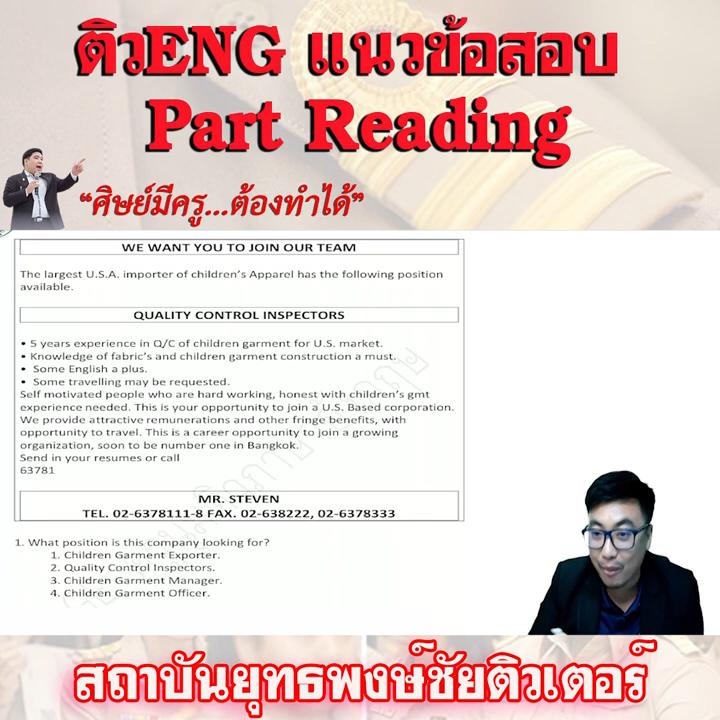 ติวENG แนวข้อสอบ
Part Reading
“ศิษย์มีครู...ต้องทำได้”
WE WANT YOU TO JOIN OUR TEAM
The largest U.S.A. importer of children's Apparel has the following position
available.
QUALITY CONTROL INSPECTORS
• 5 years experience in Q/C of children garment for U.S. market.
• Knowledge of fabric's and children garment construction a must.
• Some English a plus.
• Some travelling may be requested.
Self motivated people who are hard working, honest with children's gmt
experience needed. This is your opportunity to join a U.S. Based corporation.
We provide attractive remunerations and other fringe benefits, with
opportunity to travel. This is a career opportunity to join a growing
organization, soon to be number one in Bangkok.
Send in your resumes or call
63781
MR. STEVEN
TEL. 02-6378111-8 FAX. 02-638222, 02-6378333
1. What position is this company looking for?
1. Children Garment Exporter.
2. Quality Control Inspectors.
3. Children Garment Manager.
4. Children Garment Officer.
สถาบันยุทธพงษ์ชัยติวเตอร์